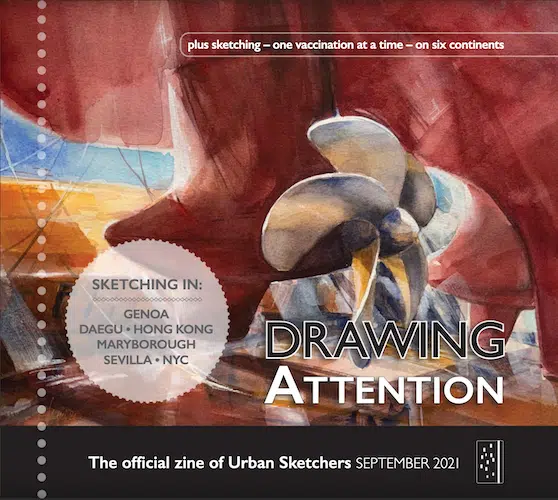 plus sketching – one vaccination at a time – on six continents
SKETCHING IN:
GENOA
DAEGU • HONG KONG
MARYBOROUGH
SEVILLA • NYC
DRAWING
ATTENTION
The official zine of Urban Sketchers SEPTEMBER 2021